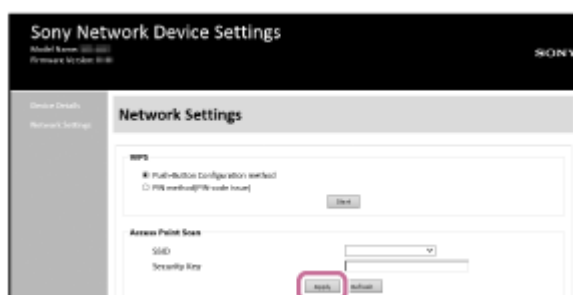 Sony Network Device Settings
Model Name
Firmware Version
SONY
Device Details
Network Settings
Network Settings
WPS
Push-Button Configuration method
PIN method(PIN-code issue)
Start
Access Point Scan
SSID
Security Key
Apply Refresh